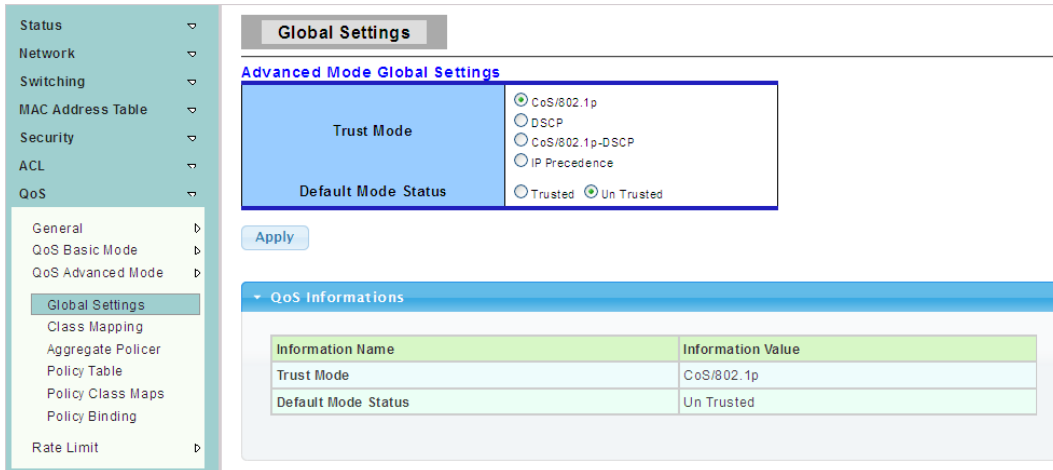 Status
Network
Switching
MAC Address Table
Security
ACL
QoS
General
QoS Basic Mode
QoS Advanced Mode
Global Settings
Class Mapping
Aggregate Policer
Policy Table
Policy Class Maps
Policy Binding
Rate Limit
Global Settings
Advanced Mode Global Settings
Trust Mode
CoS/802.1p
DSCP
CoS/802.1p-DSCP
IP Precedence
Default Mode Status Trusted Un Trusted
Apply
QoS Informations
Information Name Information Value
Trust Mode CoS/802.1p
Default Mode Status Un Trusted